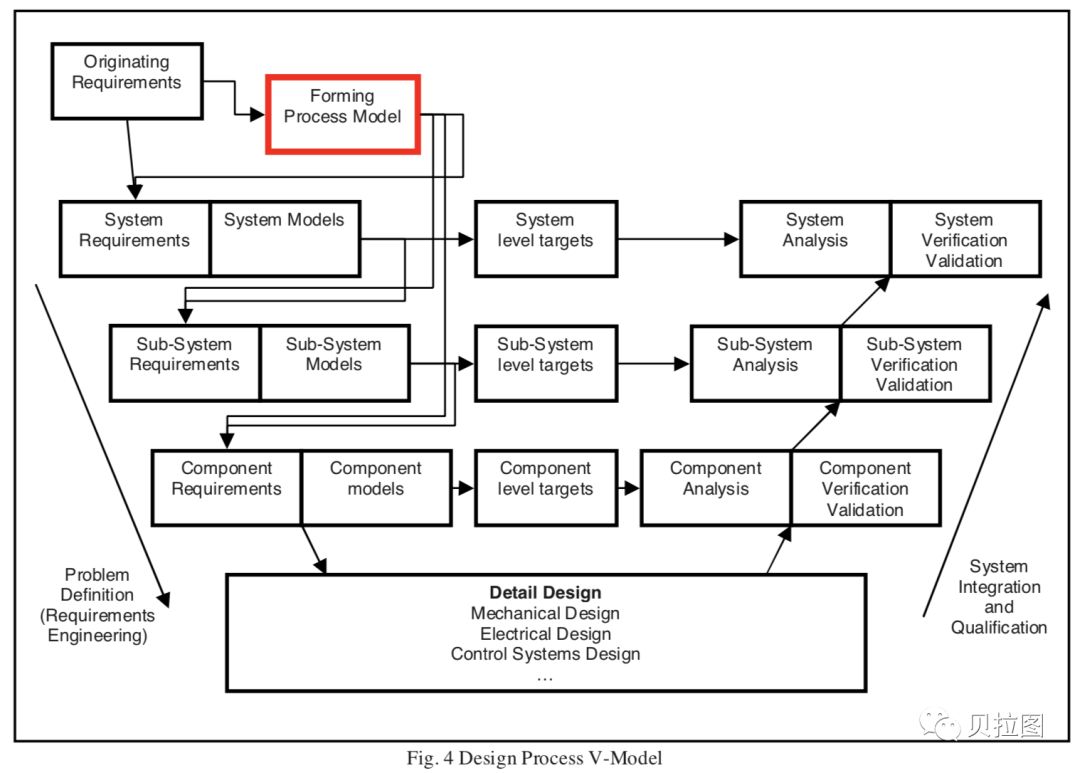 Originating
Requirements
Forming
Process Model
System
Requirements
System Models
System
level targets
System
Analysis
System
Verification
Validation
Sub-System
Requirements
Sub-System
Models
Sub-System
level targets
Sub-System
Analysis
Sub-System
Verification
Validation
Component
Requirements
Component
models
Component
level targets
Component
Analysis
Component
Verification
Validation
Problem
Definition
(Requirements
Engineering)
Detail Design
Mechanical Design
Electrical Design
Control Systems Design
…
System
Integration
and
Qualification
贝拉图
Fig. 4 Design Process V-Model